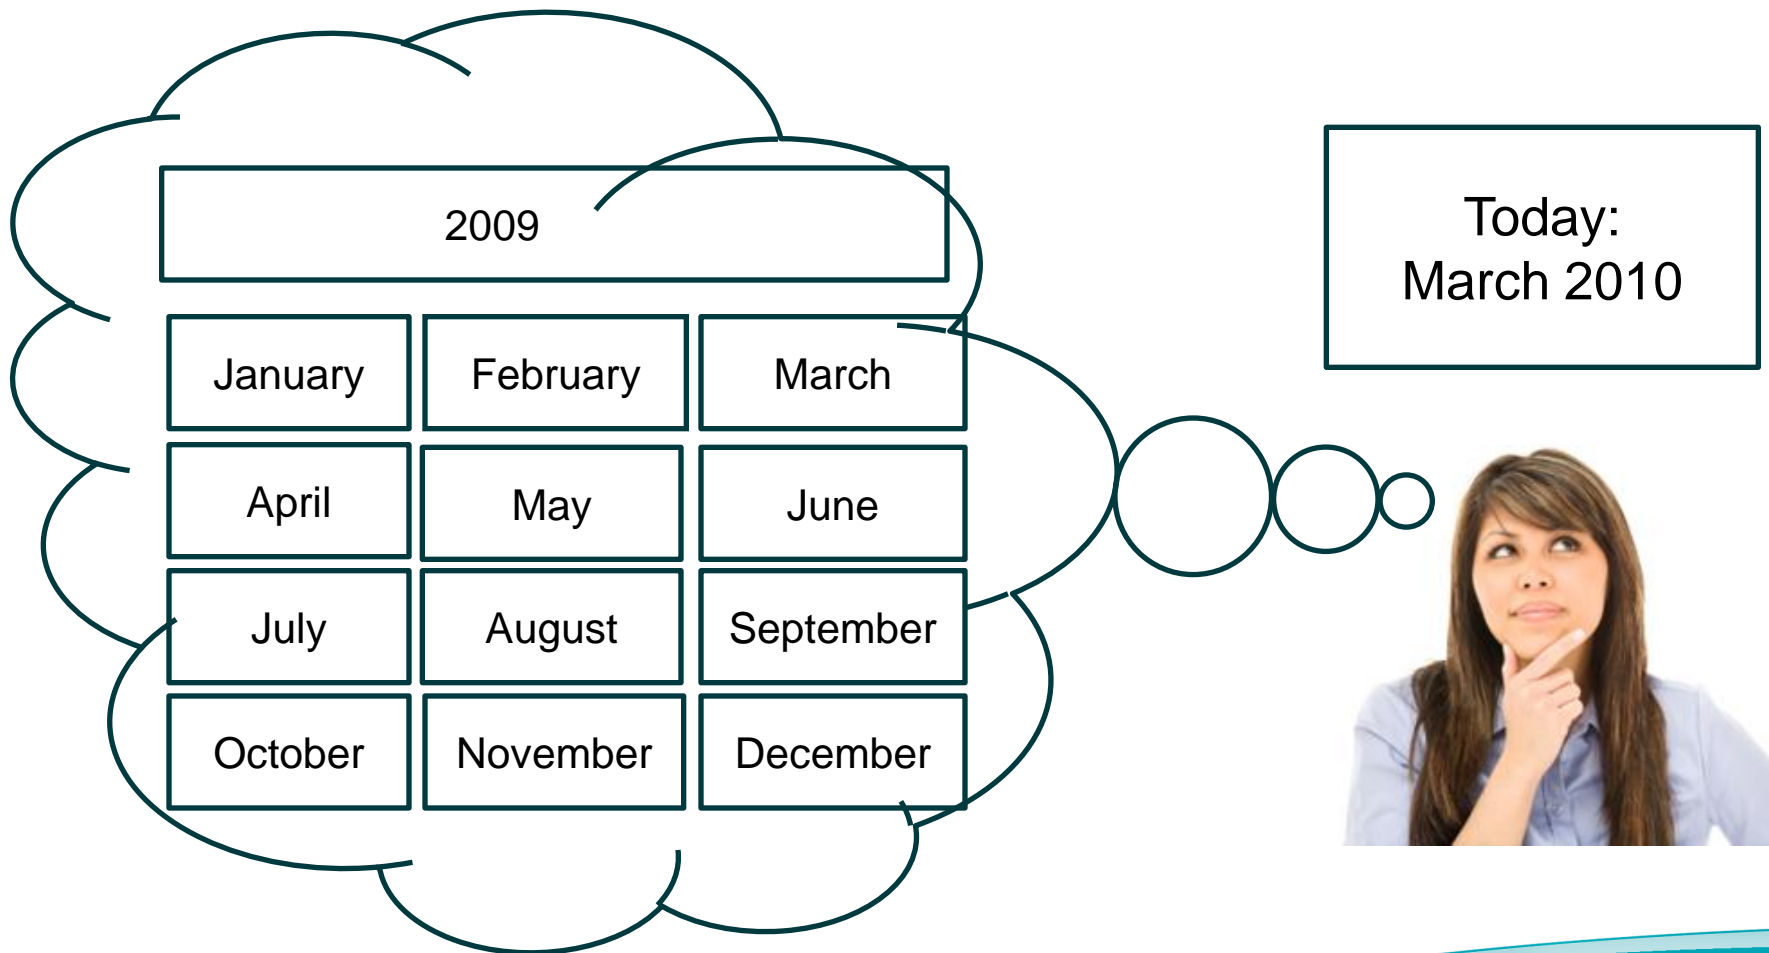 2009
Today:
March 2010
January February March
April May June
July August September
October November December